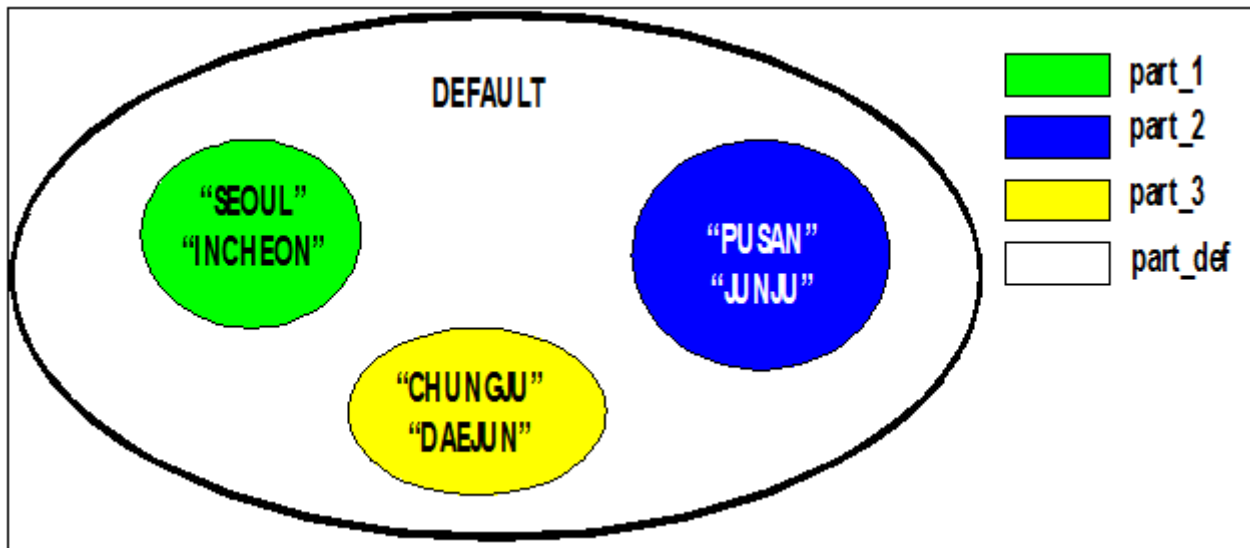 DEFAULT
“SEOUL”
“INCHEON”
“PUSAN”
“JUNJU”
“CHUNGJU”
“DAEJUN”
part_1
part_2
part_3
part_def